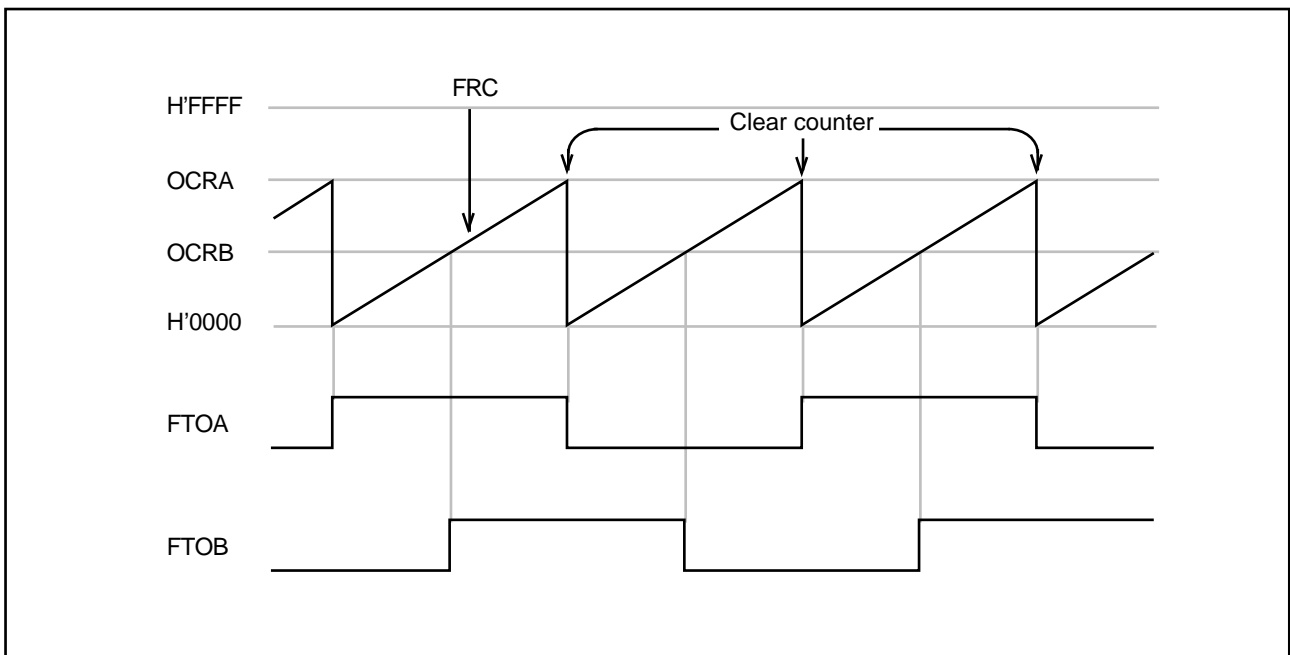 FRC
H'FFFF
Clear counter
OCRA
OCRB
H'0000
FTOA
FTOB